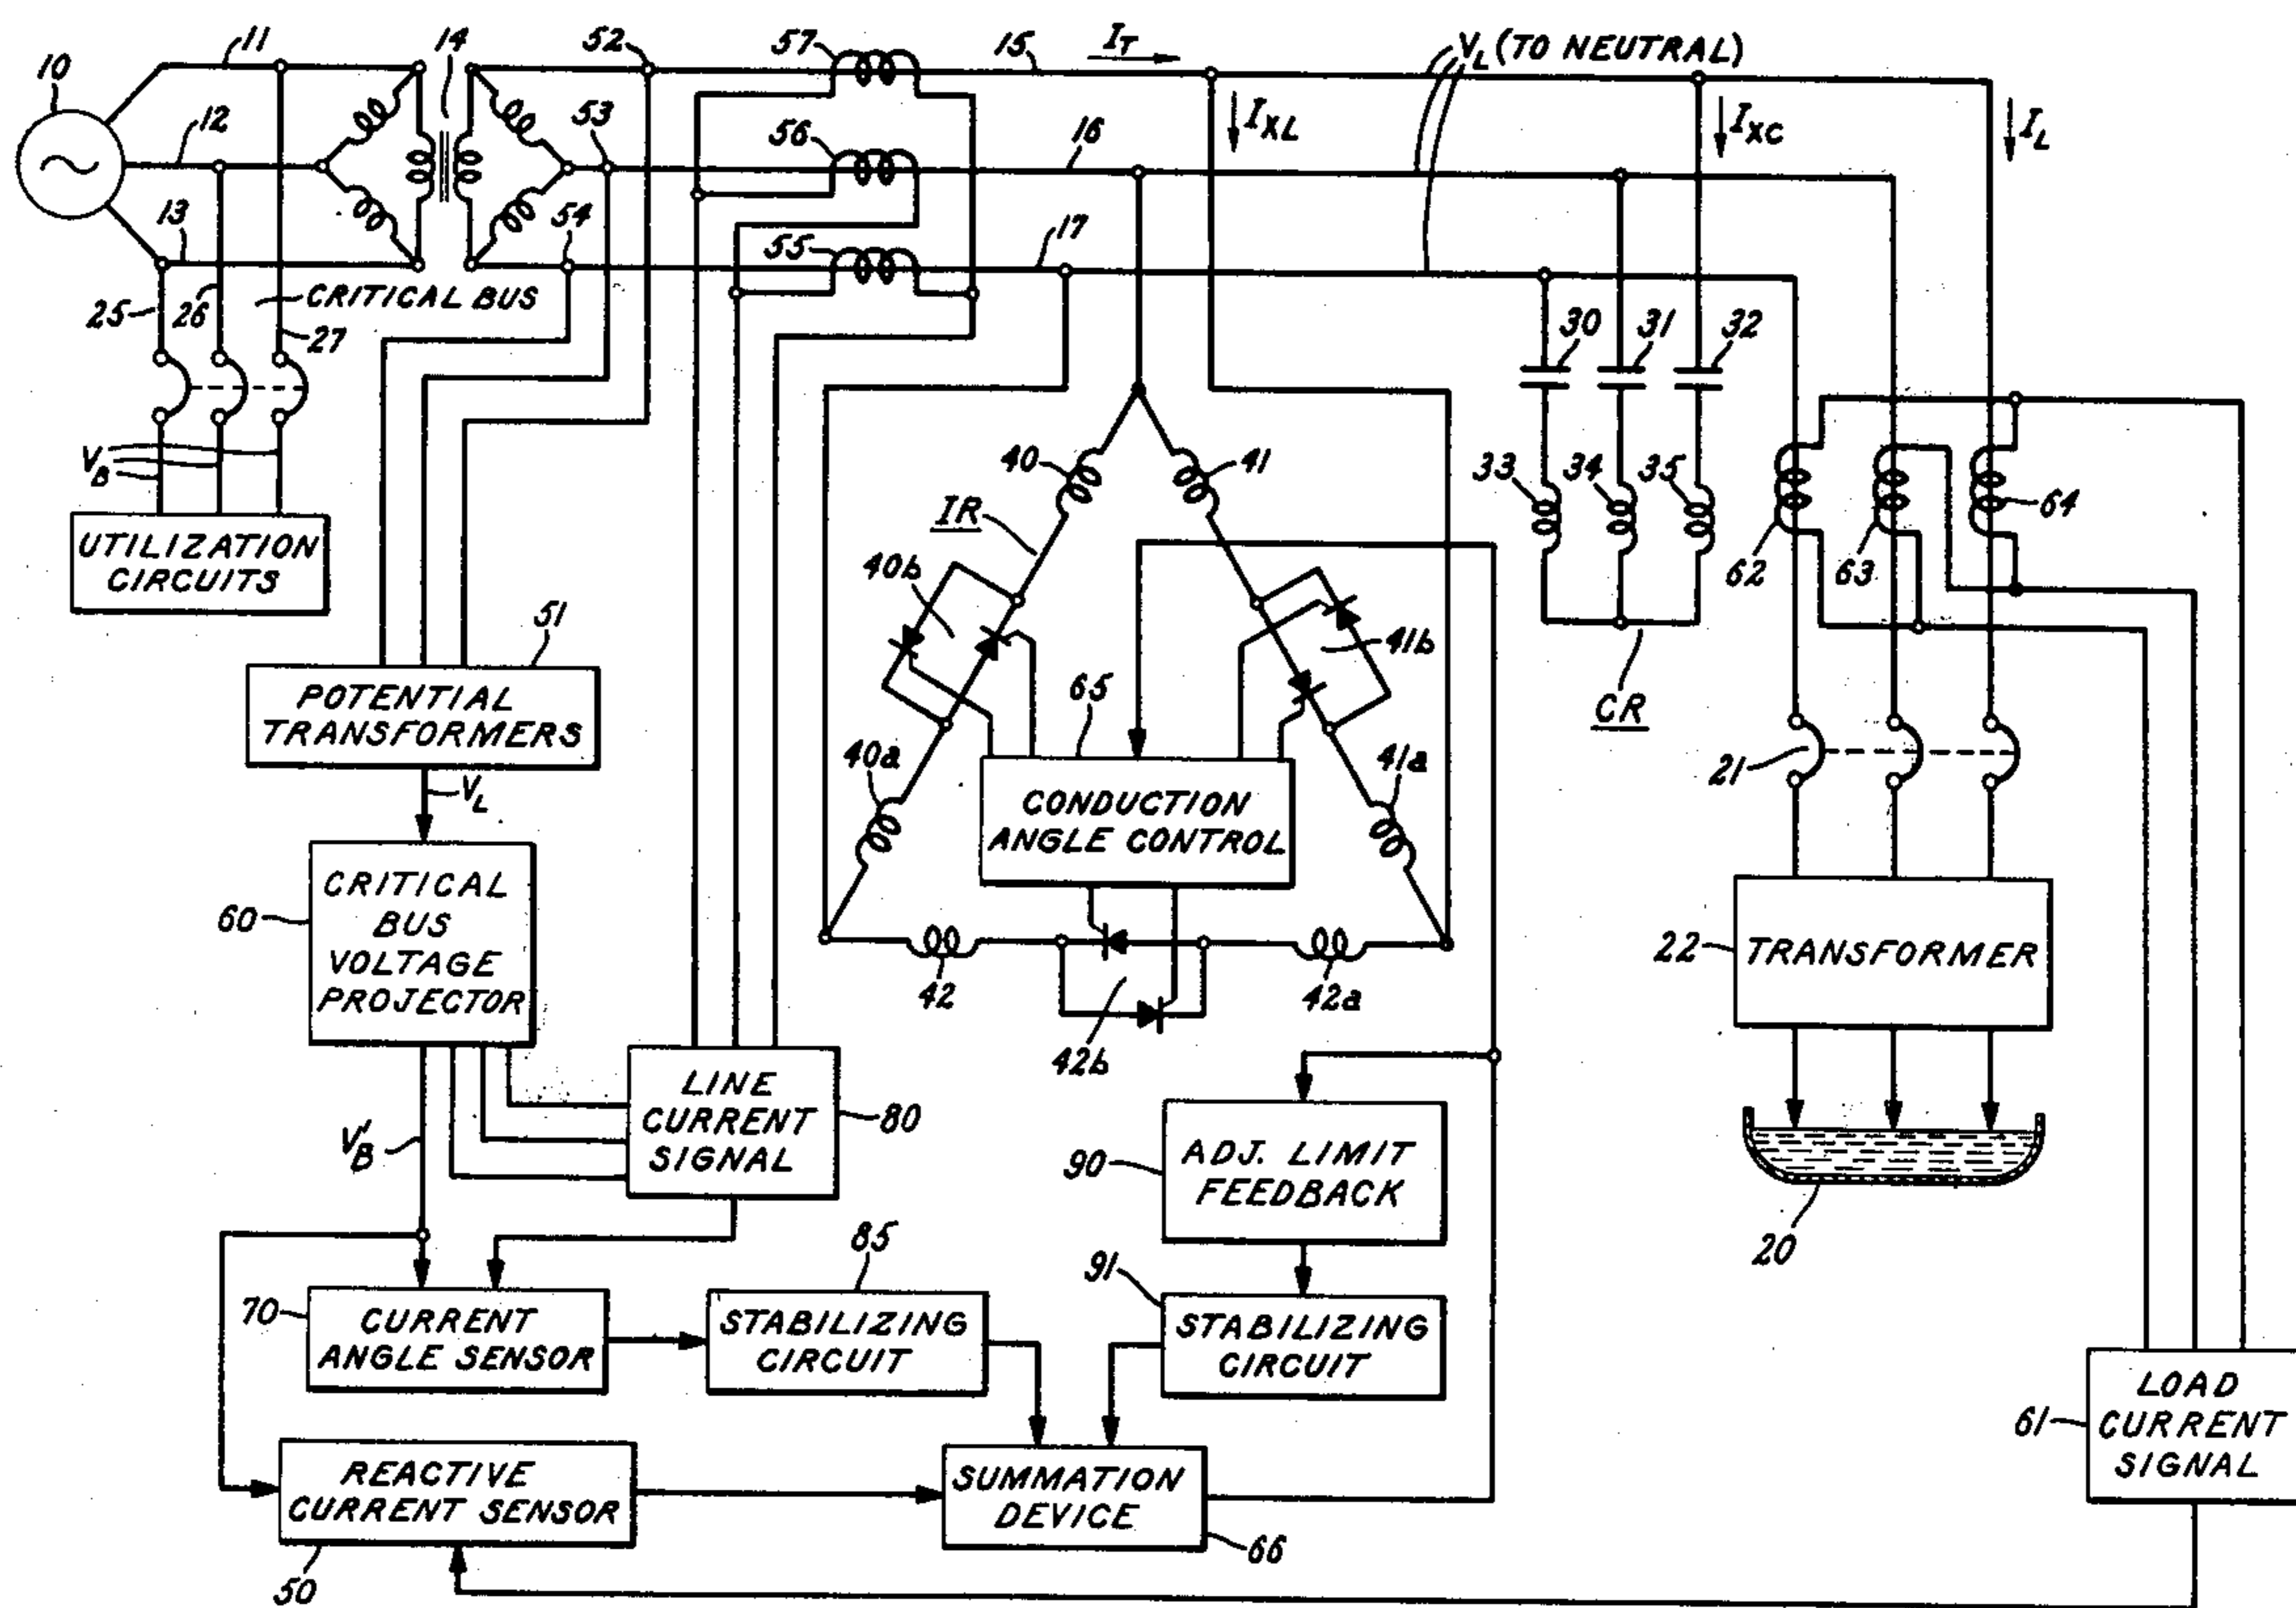 10
11
14
52
57
15
I_T
V_L (TO NEUTRAL)
12
53
56
16
I_XL
I_XC
I_L
13
54
55
17
25
26
CRITICAL BUS
27
30
31
32
V_B
40
41
33
34
35
62
63
64
IR
UTILIZATION
CIRCUITS
40b
41b
51
65
CR
21
POTENTIAL
TRANSFORMERS
40a
41a
V_L
CONDUCTION
ANGLE CONTROL
60
CRITICAL
BUS
VOLTAGE
PROJECTOR
22
TRANSFORMER
42
42a
42b
LINE
CURRENT
SIGNAL
80
V'_B
90
ADJ. LIMIT
FEEDBACK
20
85
91
70
CURRENT
ANGLE SENSOR
STABILIZING
CIRCUIT
STABILIZING
CIRCUIT
61
LOAD
CURRENT
SIGNAL
REACTIVE
CURRENT SENSOR
SUMMATION
DEVICE
50
66